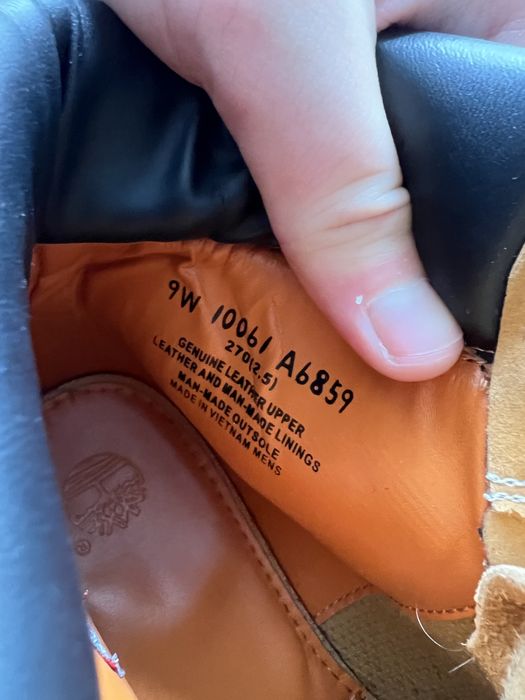 9W 10061 A6859
270(2.5)
GENUINE LEATHER UPPER
LEATHER AND MAN-MADE LININGS
MAN-MADE OUTSOLE
MADE IN VIETNAM MENS
®